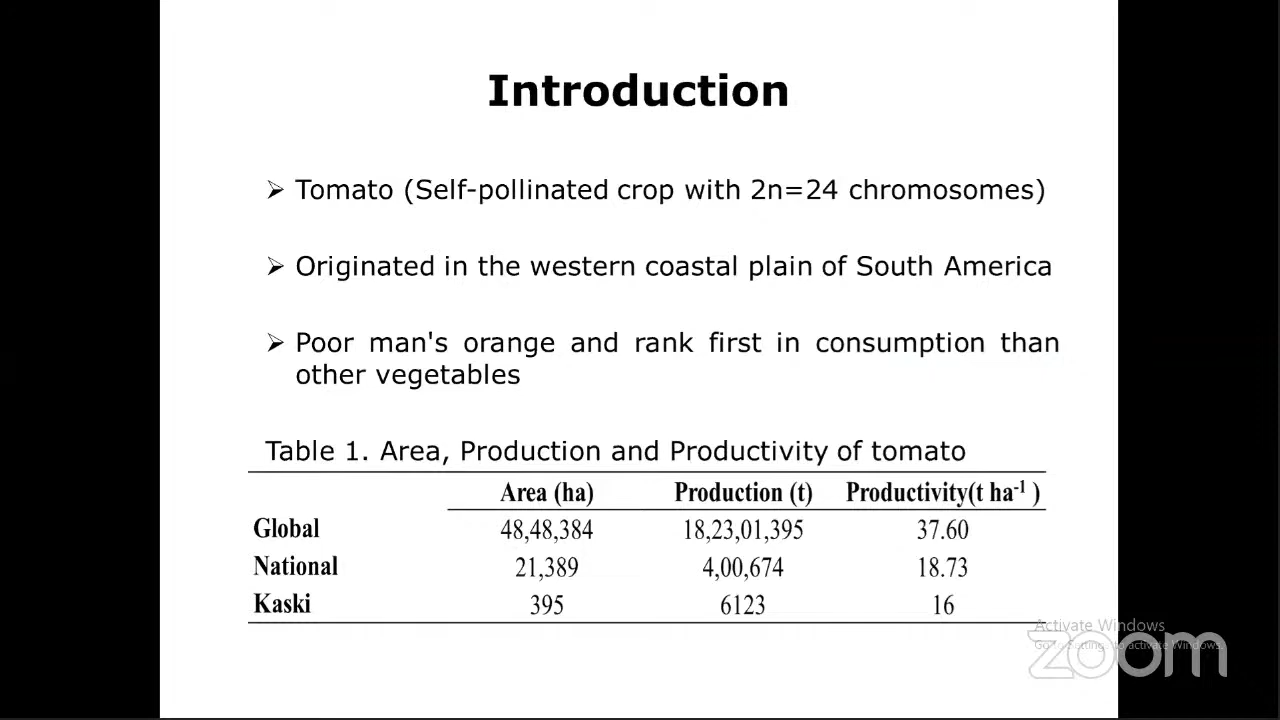 Introduction
➢ Tomato (Self-pollinated crop with 2n=24 chromosomes)
➢ Originated in the western coastal plain of South America
➢ Poor man's orange and rank first in consumption than
other vegetables
Table 1. Area, Production and Productivity of tomato
Area (ha) Production (t) Productivity(t ha-1 )
Global 48,48,384 18,23,01,395 37.60
National 21,389 4,00,674 18.73
Kaski 395 6123 16
Activate Windows
Go to Settings to activate Windows.
zoom